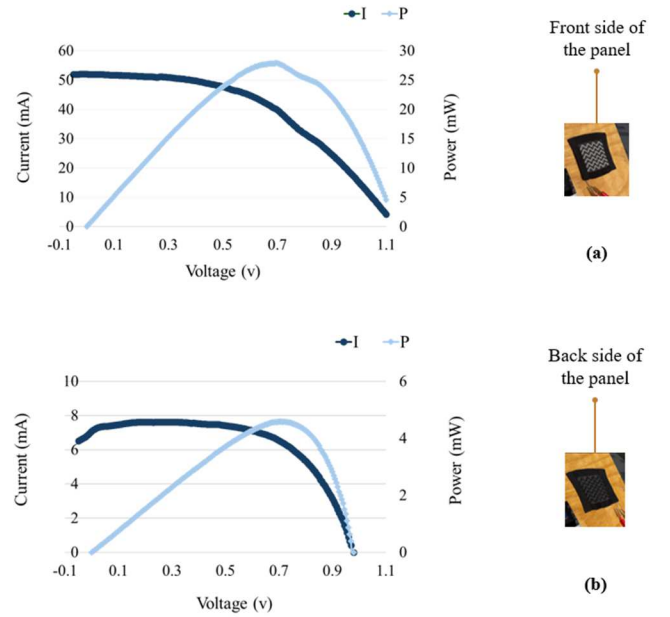 I P
60
50
40
30
20
10
0
Current (mA)
30
25
20
15
10
5
0
Power (mW)
-0.1 0.1 0.3 0.5 0.7 0.9 1.1
Voltage (v)
Front side of
the panel
(a)
I P
10
8
6
4
2
0
Current (mA)
6
4
2
0
Power (mW)
-0.1 0.1 0.3 0.5 0.7 0.9 1.1
Voltage (v)
Back side of
the panel
(b)